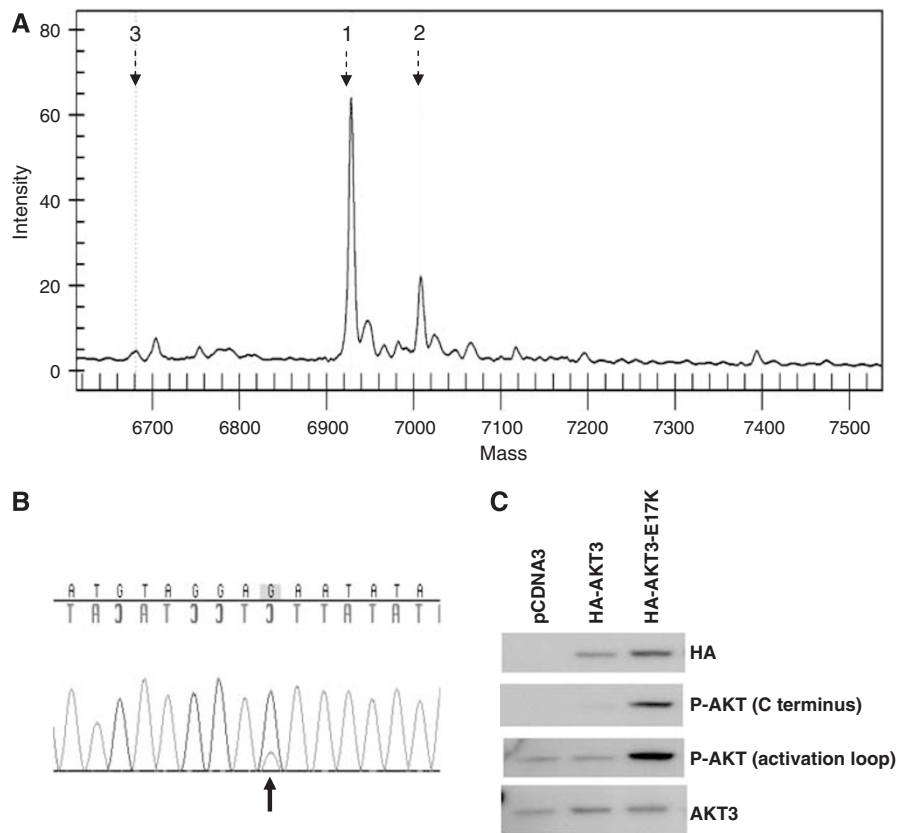 A
3 1 2
80
60
40
20
0
Intensity
6700 6800 6900 7000 7100 7200 7300 7400 7500
Mass
B
A T G T A G G A G A A T A T A
C
pCDNA3
HA-AKT3
HA-AKT3-E17K
HA
P-AKT (C terminus)
P-AKT (activation loop)
AKT3